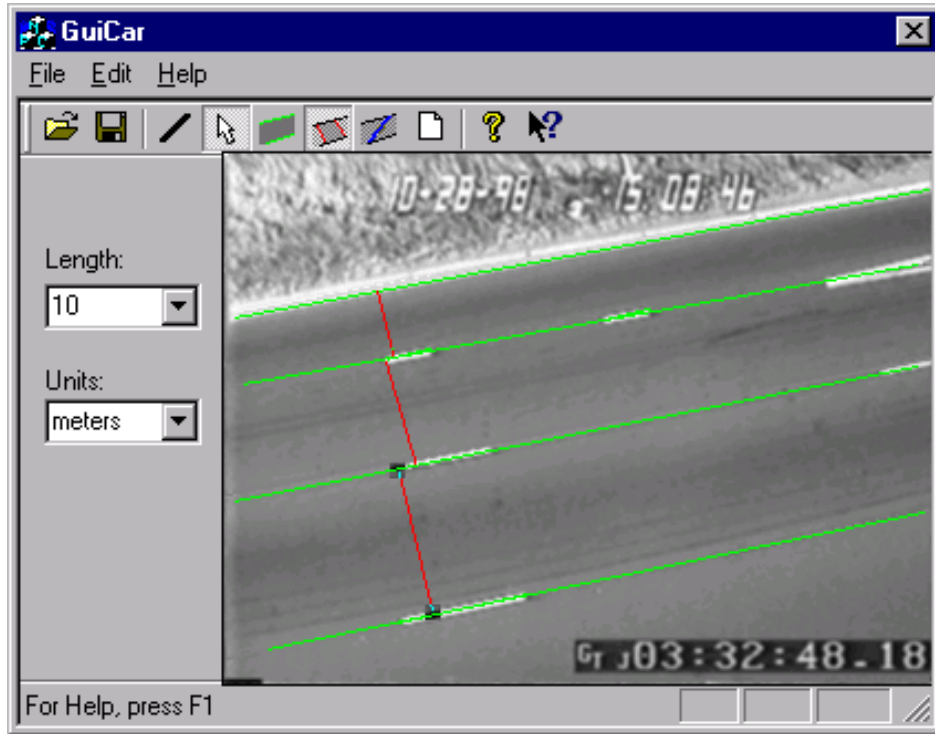 GuiCar
File Edit Help
10-28-98 15:08:46
Length:
10
Units:
meters
GT J03:32:48.18
For Help, press F1